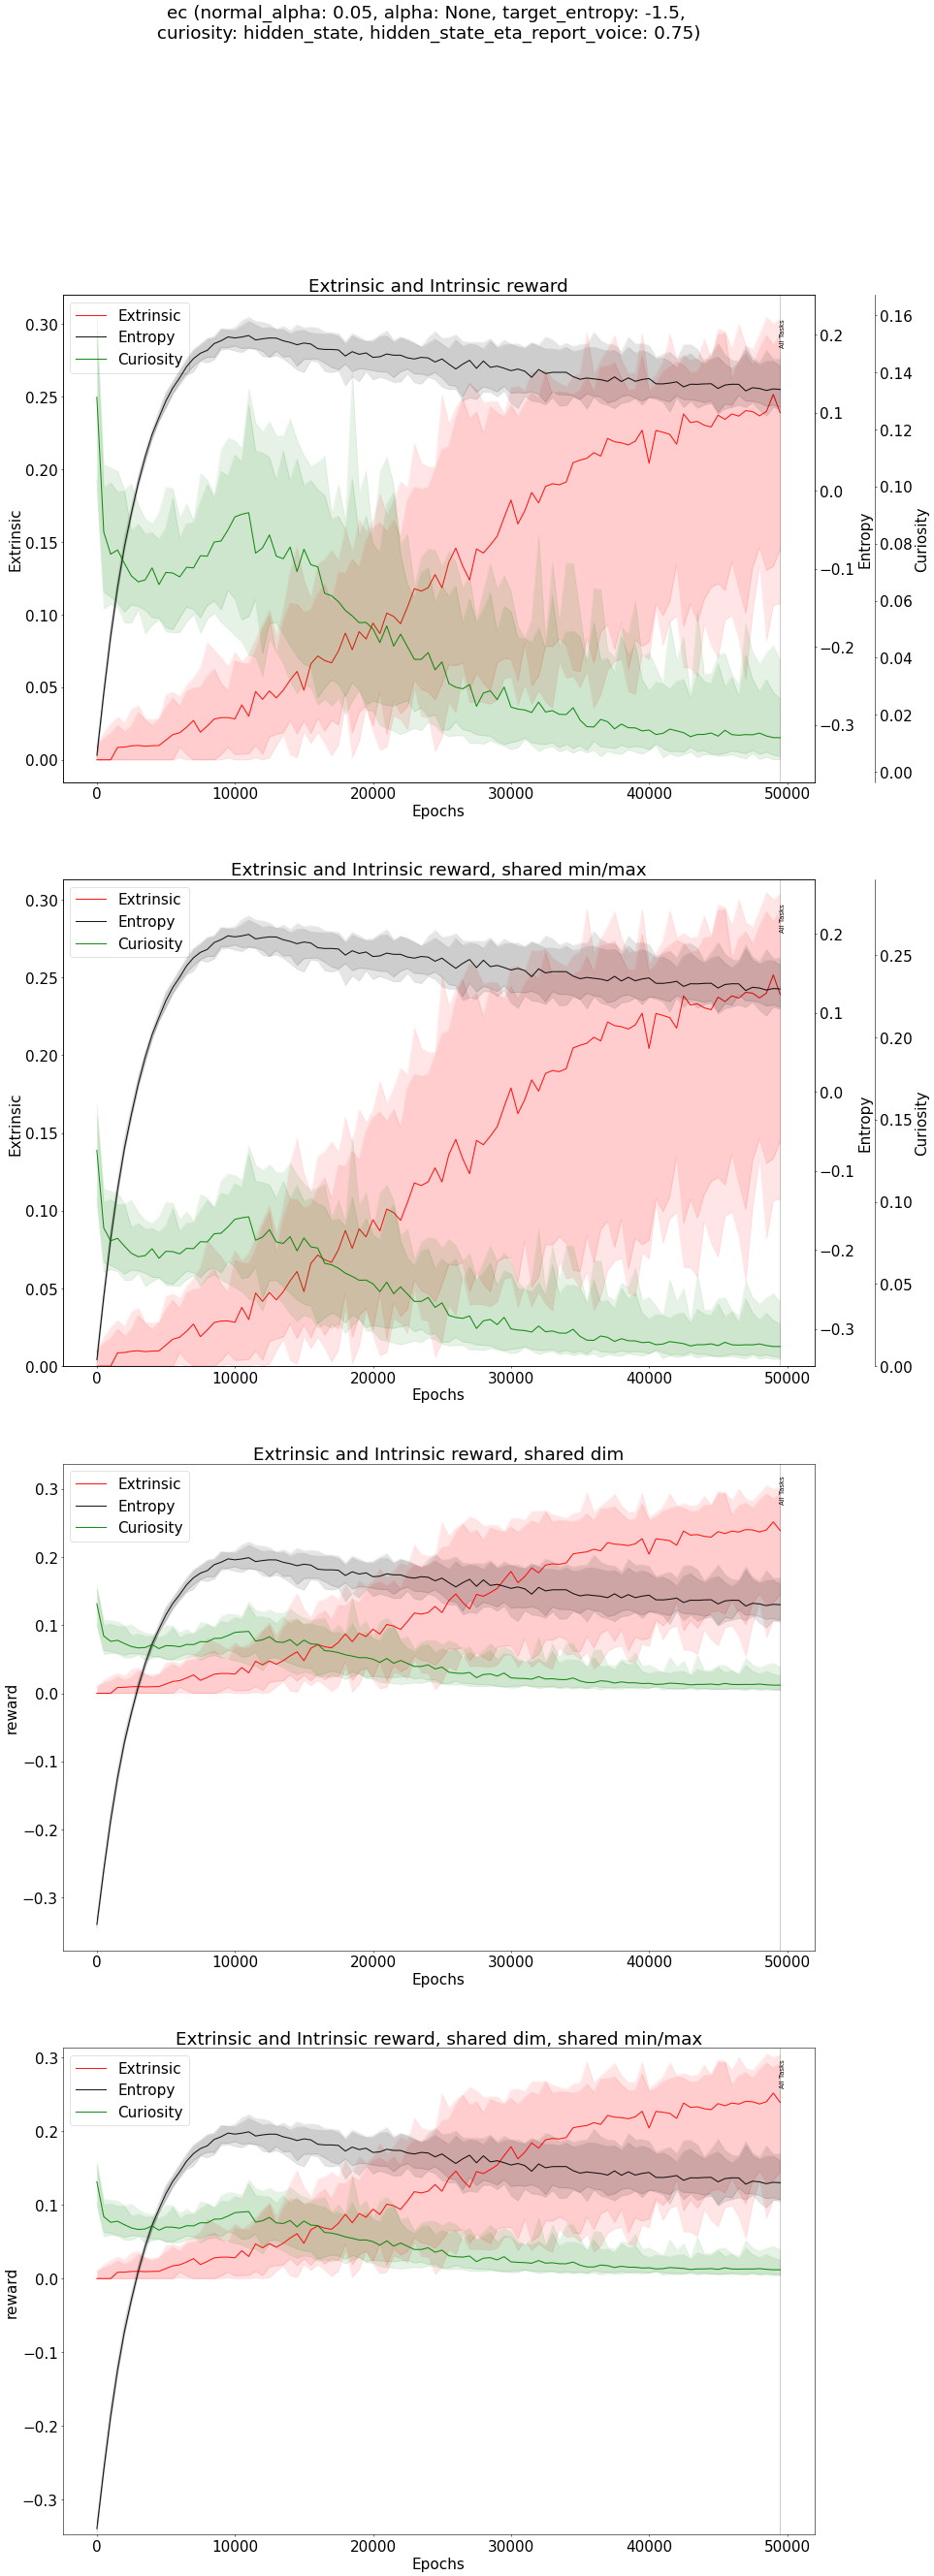 ec (normal_alpha: 0.05, alpha: None, target_entropy: -1.5,
curiosity: hidden_state, hidden_state_eta_report_voice: 0.75)
Extrinsic and Intrinsic reward
Extrinsic
Entropy
Curiosity
All Tasks
0.30
0.25
0.20
0.15
0.10
0.05
0.00
Extrinsic
0.2
0.1
0.0
−0.1
−0.2
−0.3
Entropy
0.16
0.14
0.12
0.10
0.08
0.06
0.04
0.02
0.00
Curiosity
0 10000 20000 30000 40000 50000
Epochs
Extrinsic and Intrinsic reward, shared min/max
Extrinsic
Entropy
Curiosity
All Tasks
0.30
0.25
0.20
0.15
0.10
0.05
0.00
Extrinsic
0.2
0.1
0.0
−0.1
−0.2
−0.3
Entropy
0.25
0.20
0.15
0.10
0.05
0.00
Curiosity
0 10000 20000 30000 40000 50000
Epochs
Extrinsic and Intrinsic reward, shared dim
Extrinsic
Entropy
Curiosity
All Tasks
0.3
0.2
0.1
0.0
−0.1
−0.2
−0.3
reward
0 10000 20000 30000 40000 50000
Epochs
Extrinsic and Intrinsic reward, shared dim, shared min/max
Extrinsic
Entropy
Curiosity
All Tasks
0.3
0.2
0.1
0.0
−0.1
−0.2
−0.3
reward
0 10000 20000 30000 40000 50000
Epochs